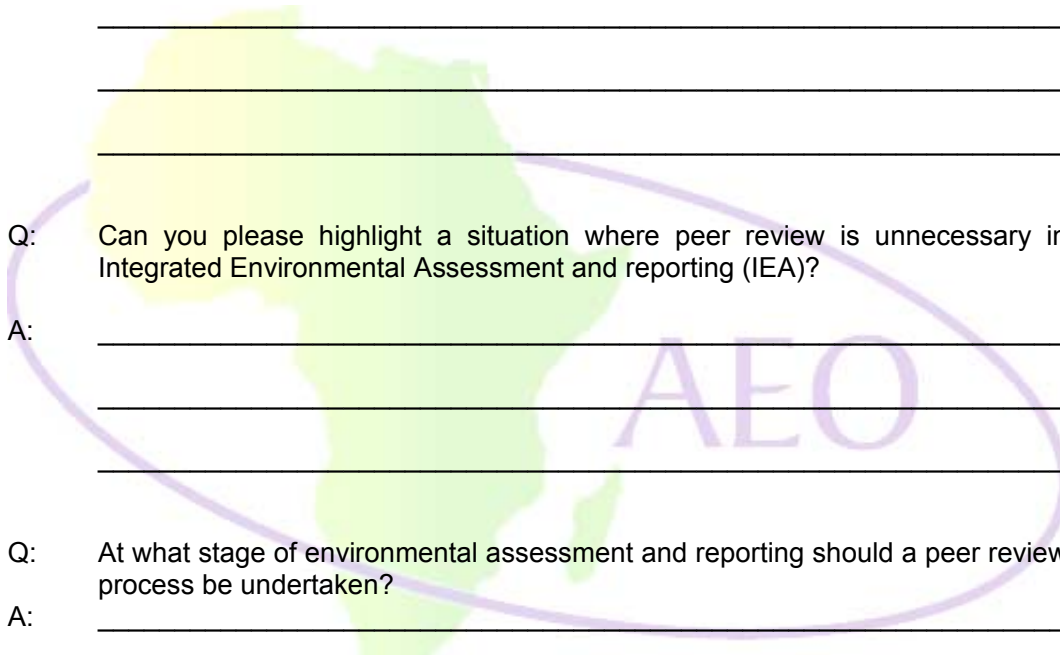 Q: Can you please highlight a situation where peer review is unnecessary in
Integrated Environmental Assessment and reporting (IEA)?
A:
AEO
Q: At what stage of environmental assessment and reporting should a peer review
process be undertaken?
A: